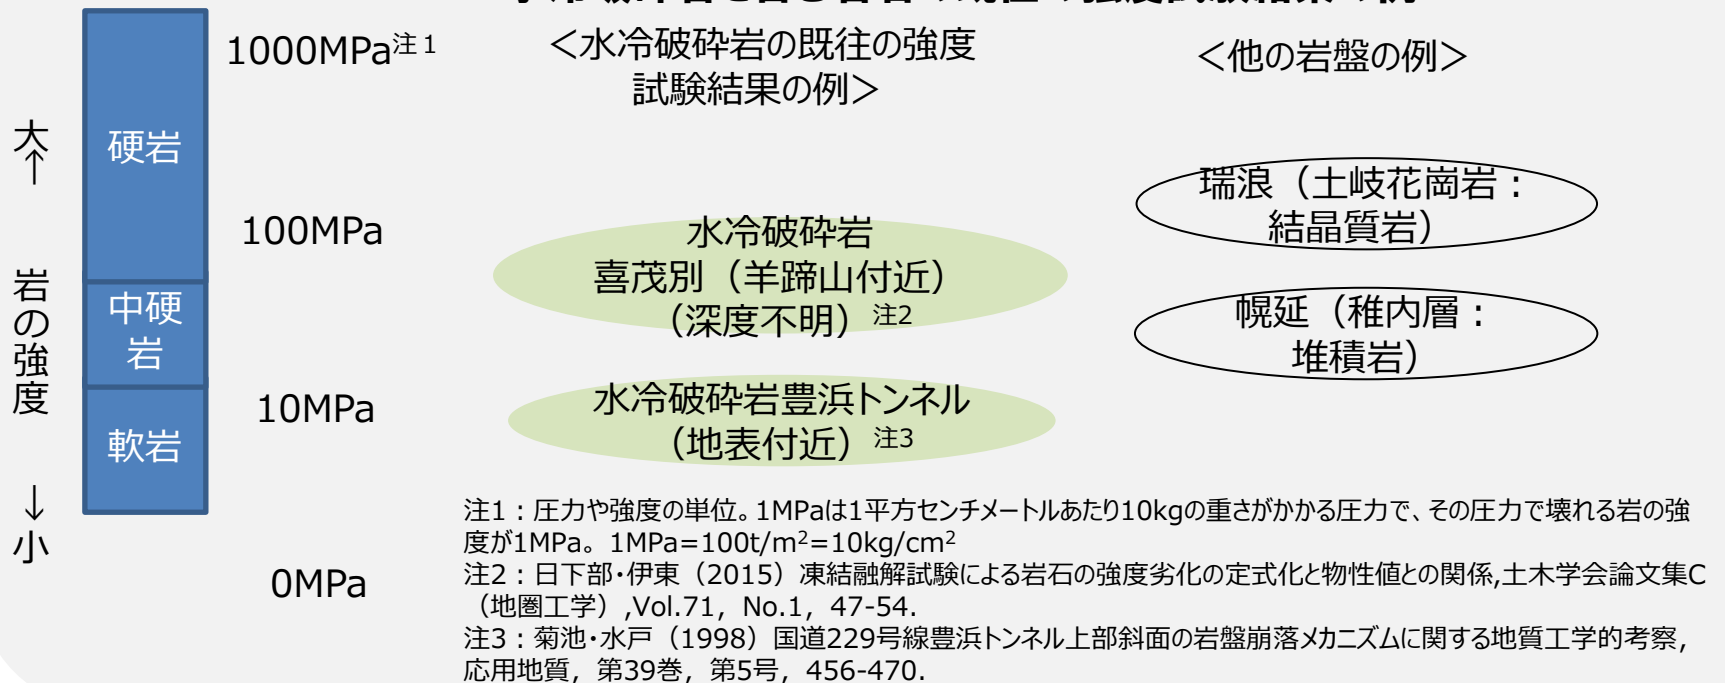 1000MPa注1
＜水冷破砕岩の既往の強度
試験結果の例＞
＜他の岩盤の例＞
大
↑
岩の強度
↓
小
硬岩
中硬
岩
軟岩
100MPa
10MPa
0MPa
水冷破砕岩
喜茂別（羊蹄山付近）
（深度不明）注2
水冷破砕岩豊浜トンネル
（地表付近）注3
瑞浪（土岐花崗岩：
結晶質岩）
幌延（稚内層：
堆積岩）
注1：圧力や強度の単位。1MPaは1平方センチメートルあたり10kgの重さがかかる圧力で、その圧力で壊れる岩の強
度が1MPa。1MPa=100t/m²=10kg/cm²
注2：日下部・伊東（2015）凍結融解試験による岩石の強度劣化の定式化と物性値との関係,土木学会論文集C
（地圏工学）,Vol.71，No.1，47-54.
注3：菊池・水戸（1998）国道229号線豊浜トンネル上部斜面の岩盤崩落メカニズムに関する地質工学的考察，
応用地質，第39巻，第5号，456-470.